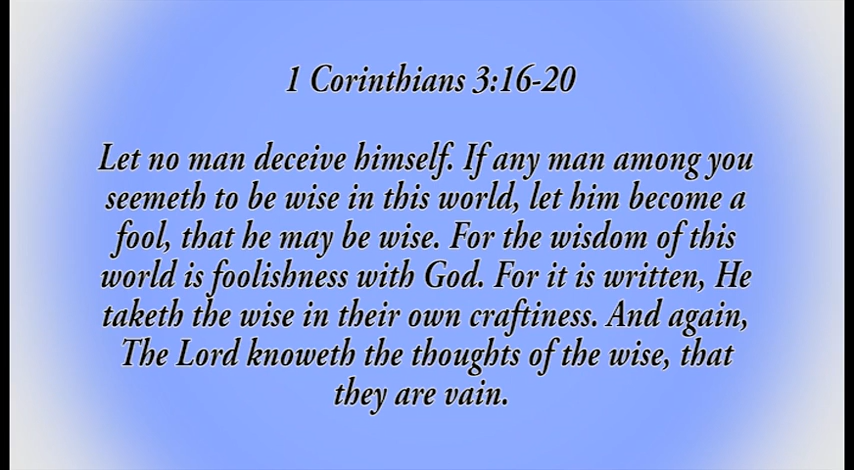 1 Corinthians 3:16-20
Let no man deceive himself. If any man among you
seemeth to be wise in this world, let him become a
fool, that he may be wise. For the wisdom of this
world is foolishness with God. For it is written, He
taketh the wise in their own craftiness. And again,
The Lord knoweth the thoughts of the wise, that
they are vain.